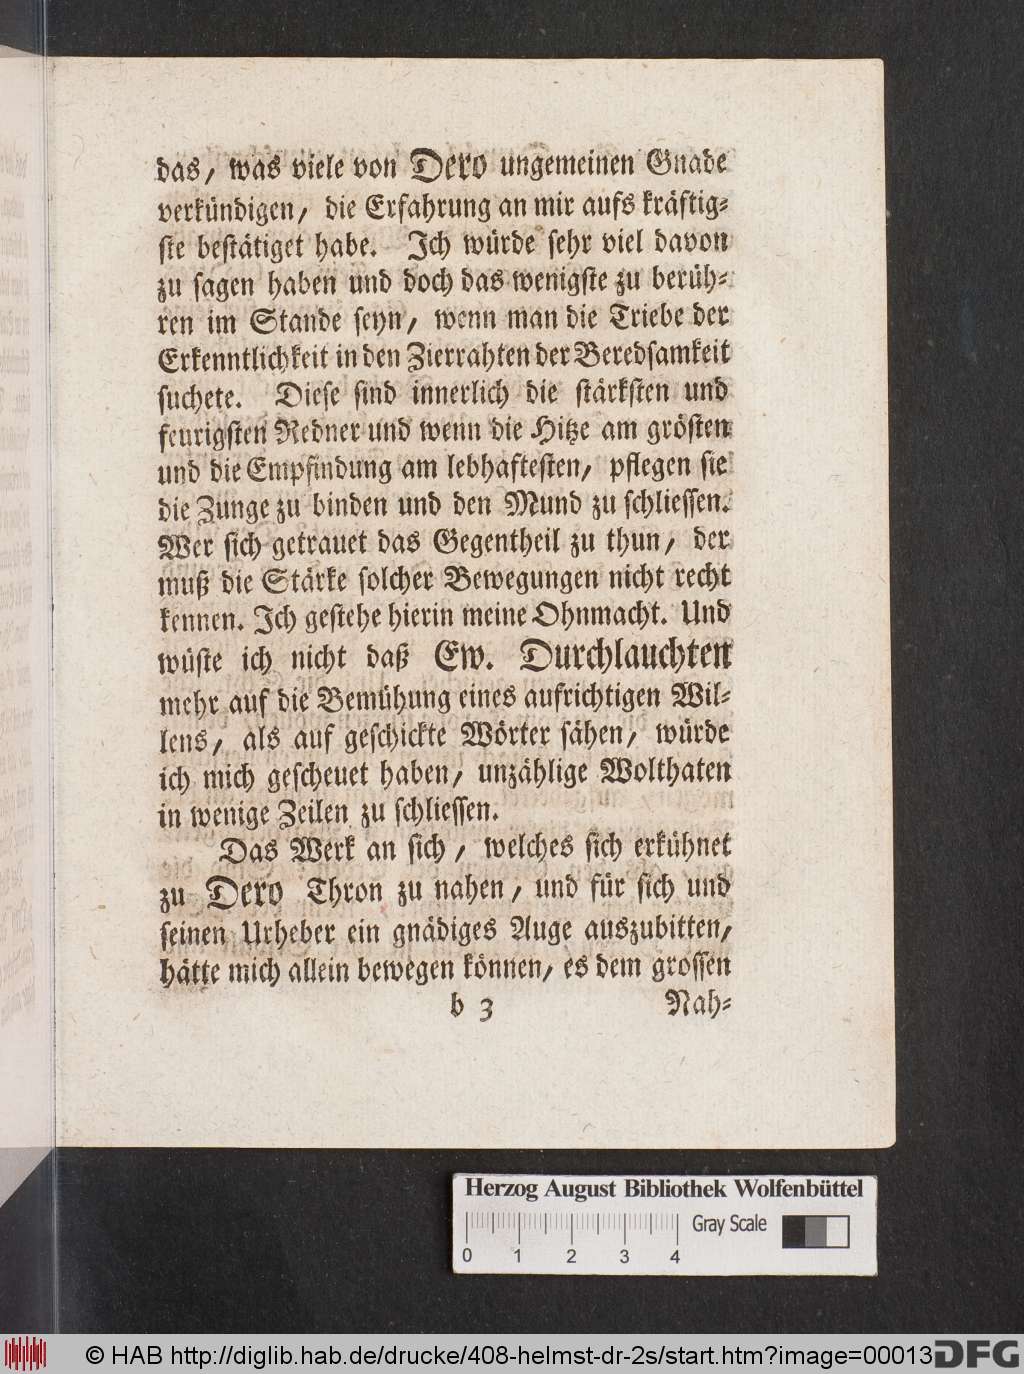 das, was viele von Dero ungemeinen Gnade
verkündigen, die Erfahrung an mir aufs kräftig-
ste bestätiget habe. Ich würde sehr viel davon
zu sagen haben und doch das wenigste zu berüh-
ren im Stande seyn, wenn man die Triebe der
Erkenntlichkeit in den Zierrahten der Beredsamkeit
suchete. Diese sind innerlich die stärksten und
feurigsten Redner und wenn die Hitze am grösten
und die Empfindung am lebhaftesten, pflegen sie
die Zunge zu binden und den Mund zu schliessen.
Wer sich getrauet das Gegentheil zu thun, der
muß die Stärke solcher Bewegungen nicht recht
kennen. Ich gestehe hierin meine Ohnmacht. Und
wüste ich nicht daß Ew. Durchlauchten
mehr auf die Bemühung eines aufrichtigen Wil-
lens, als auf geschickte Wörter sähen, würde
ich mich gescheuet haben, unzählige Wolthaten
in wenige Zeilen zu schliessen.
Das Werk an sich, welches sich erkühnet
zu Dero Thron zu nahen, und für sich und
seinen Urheber ein gnädiges Auge auszubitten,
hätte mich allein bewegen können, es dem grossen
b 3 Nah-
Herzog August Bibliothek Wolfenbüttel
Gray Scale
0 1 2 3 4
© HAB http://diglib.hab.de/drucke/408-helmst-dr-2s/start.htm?image=00013
DFG